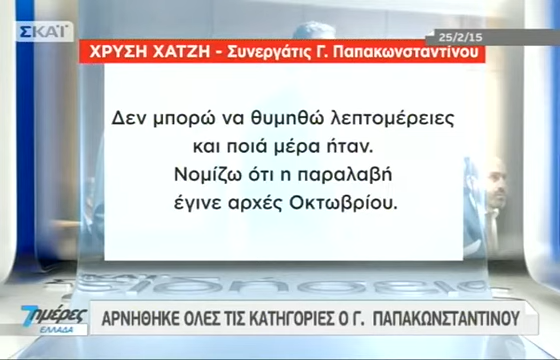 ΣΚΑΪ
25/2/15
ΧΡΥΣΗ ΧΑΤΖΗ - Συνεργάτις Γ. Παπακωνσταντίνου
Δεν μπορώ να θυμηθώ λεπτομέρειες
και ποιά μέρα ήταν.
Νομίζω ότι η παραλαβή
έγινε αρχές Οκτωβρίου.
ειδήσεις
7ημέρες
ΕΛΛΑΔΑ
ΑΡΝΗΘΗΚΕ ΟΛΕΣ ΤΙΣ ΚΑΤΗΓΟΡΙΕΣ Ο Γ. ΠΑΠΑΚΩΝΣΤΑΝΤΙΝΟΥ